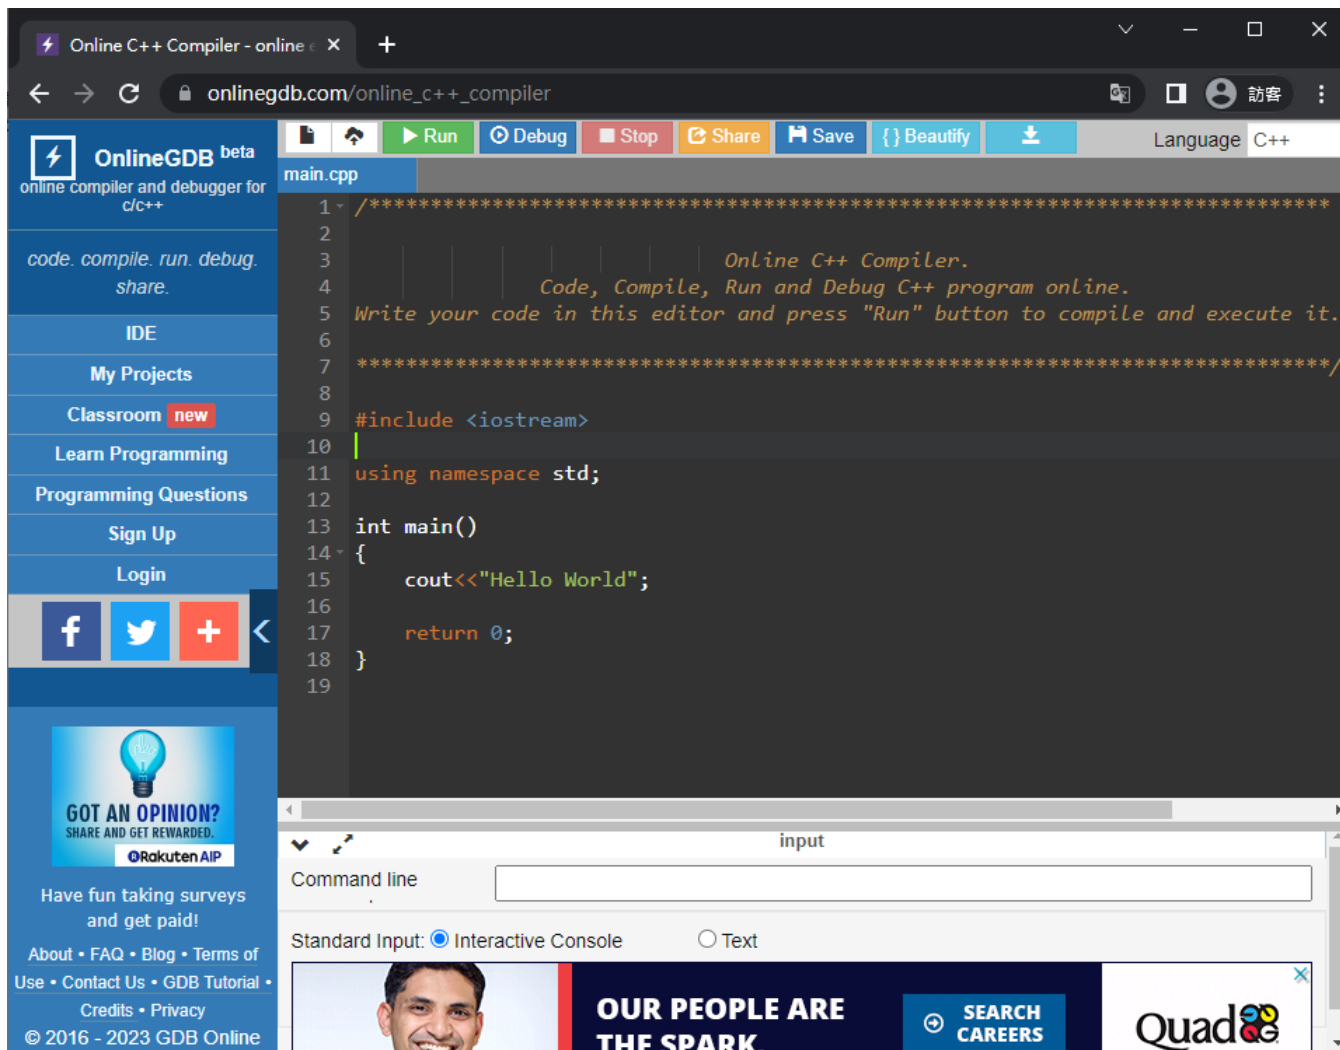 Online C++ Compiler - online e
onlinegdb.com/online_c++_compiler
訪客
OnlineGDB beta
online compiler and debugger for
c/c++
code. compile. run. debug.
share.
IDE
My Projects
Classroom new
Learn Programming
Programming Questions
Sign Up
Login
GOT AN OPINION?
SHARE AND GET REWARDED.
Rakuten AIP
Have fun taking surveys
and get paid!
About • FAQ • Blog • Terms of
Use • Contact Us • GDB Tutorial •
Credits • Privacy
© 2016 - 2023 GDB Online
Run Debug Stop Share Save { } Beautify
Language C++
main.cpp
1 /******************************************************************************
2
3 Online C++ Compiler.
4 Code, Compile, Run and Debug C++ program online.
5 Write your code in this editor and press "Run" button to compile and execute it.
6
7 *******************************************************************************/
8
9 #include <iostream>
10
11 using namespace std;
12
13 int main()
14 {
15 cout<<"Hello World";
16
17 return 0;
18 }
19
input
Command line
Standard Input: Interactive Console Text
OUR PEOPLE ARE
THE SPARK.
SEARCH
CAREERS
Quad